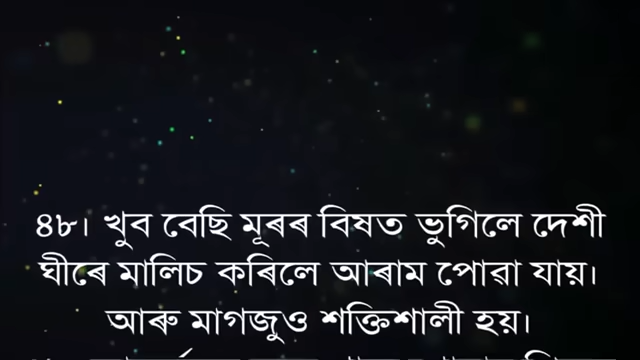 ৪৮। খুব বেছি মূৰৰ বিষত ভুগিলে দেশী
ঘীৰে মালিচ কৰিলে আৰাম পোৱা যায়।
আৰু মাগজুও শক্তিশালী হয়।